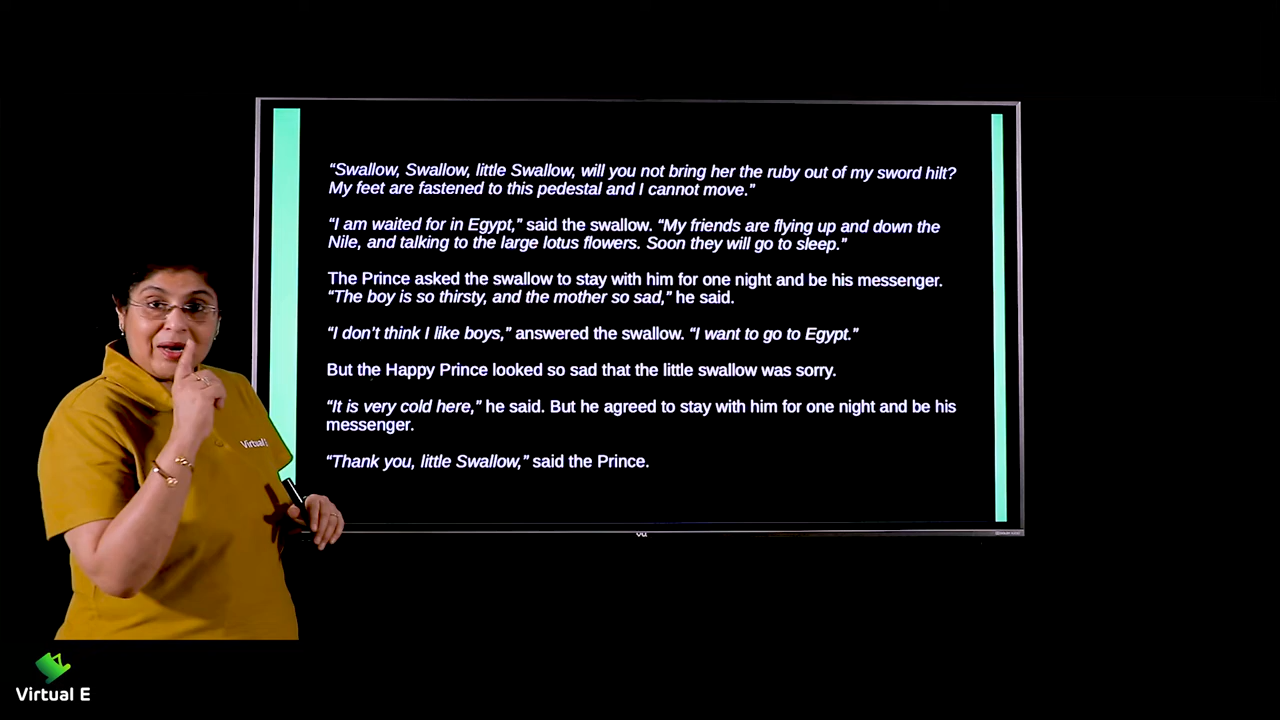 “Swallow, Swallow, little Swallow, will you not bring her the ruby out of my sword hilt?
My feet are fastened to this pedestal and I cannot move.”
“I am waited for in Egypt,” said the swallow. “My friends are flying up and down the
Nile, and talking to the large lotus flowers. Soon they will go to sleep.”
The Prince asked the swallow to stay with him for one night and be his messenger.
“The boy is so thirsty, and the mother so sad,” he said.
“I don’t think I like boys,” answered the swallow. “I want to go to Egypt.”
But the Happy Prince looked so sad that the little swallow was sorry.
“It is very cold here,” he said. But he agreed to stay with him for one night and be his
messenger.
“Thank you, little Swallow,” said the Prince.
Virtual E
vu
Virtual E